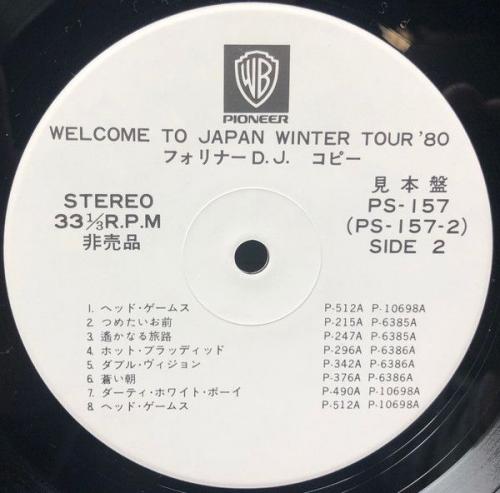 WB
PIONEER
WELCOME TO JAPAN WINTER TOUR '80
フォリナーD.J. コピー
STEREO
33 1/3 R.P.M
非売品
見本盤
PS-157
(PS-157-2)
SIDE 2
1. ヘッド・ゲームス P-512A P-10698A
2. つめたいお前 P-215A P-6385A
3. 遙かなる旅路 P-247A P-6385A
4. ホット・ブラッディッド P-296A P-6386A
5. ダブル・ヴィジョン P-342A P-6386A
6. 蒼い朝 P-376A P-6386A
7. ダーティ・ホワイト・ボーイ P-490A P-10698A
8. ヘッド・ゲームス P-512A P-10698A